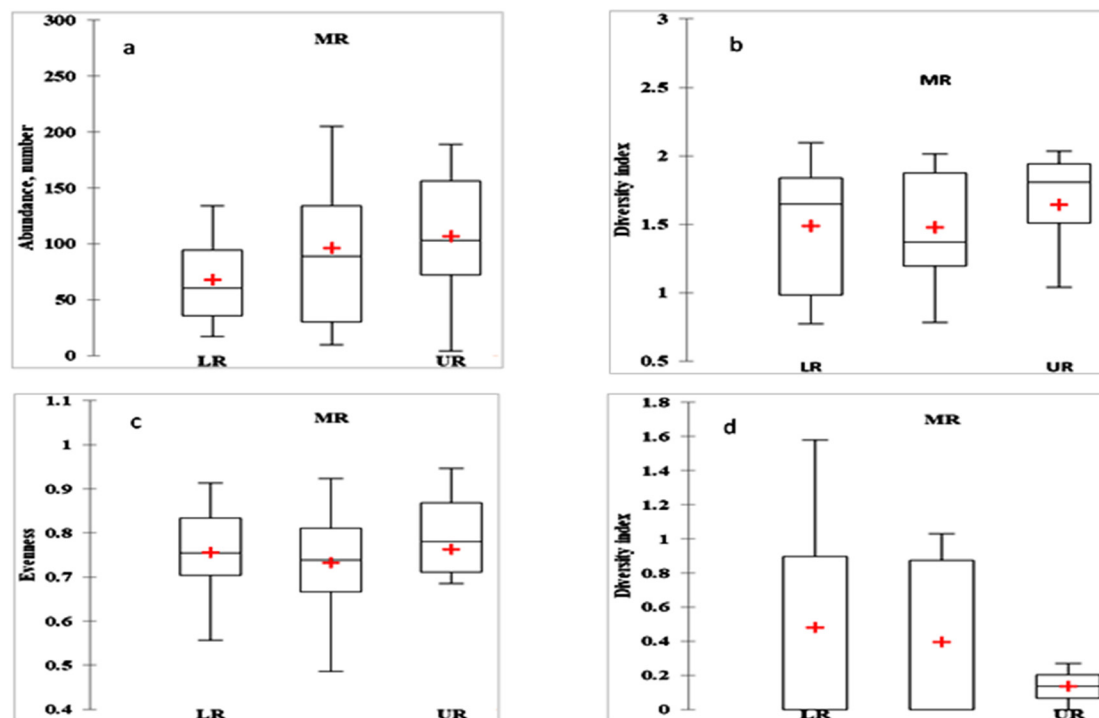 a
MR
300
250
200
150
100
50
0
Abundance, number
LR
UR
b
MR
3
2.5
2
1.5
1
0.5
Diversity index
LR
UR
c
MR
1.1
1
0.9
0.8
0.7
0.6
0.5
0.4
Evenness
LR
UR
d
MR
1.8
1.6
1.4
1.2
1
0.8
0.6
0.4
0.2
0
Diversity index
LR
UR